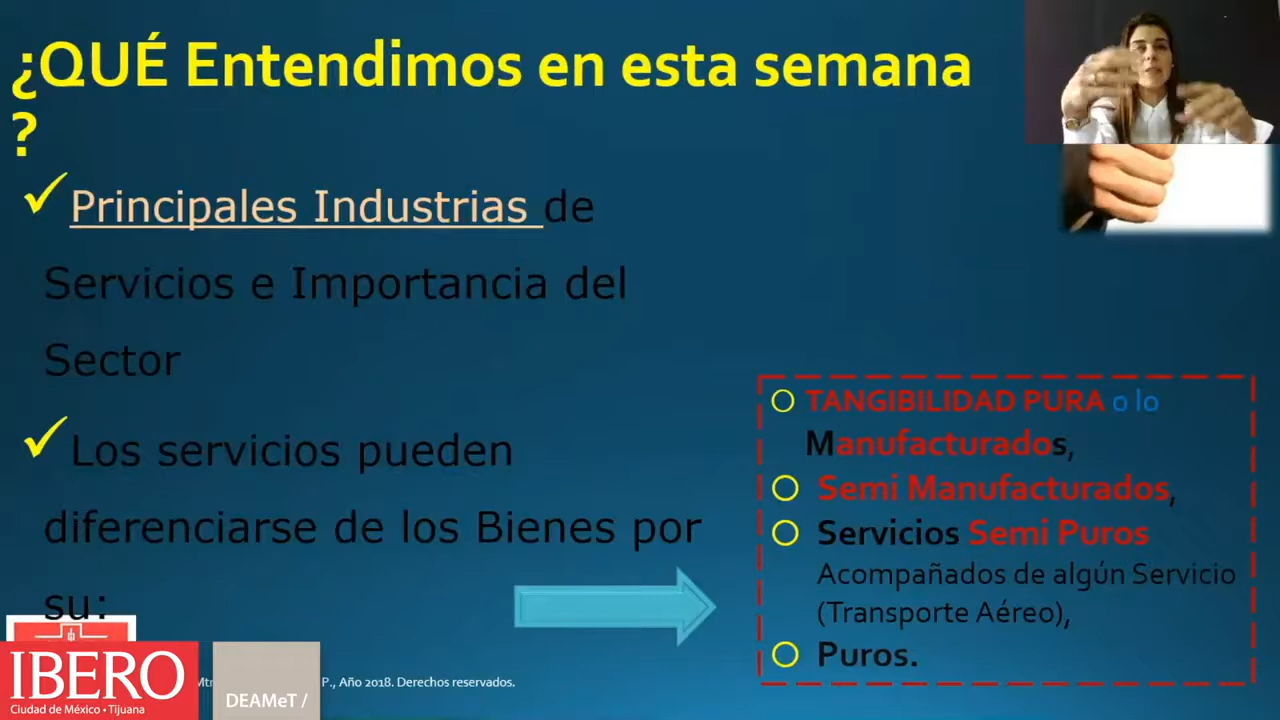 ¿QUÉ Entendimos en esta semana
?
Principales Industrias de
Servicios e Importancia del
Sector
Los servicios pueden
diferenciarse de los Bienes por
su:
TANGIBILIDAD PURA o lo
Manufacturados,
Semi Manufacturados,
Servicios Semi Puros
Acompañados de algún Servicio
(Transporte Aéreo),
Puros.
IBERO
Ciudad de México • Tijuana
DEAMeT /
P., Año 2018. Derechos reservados.